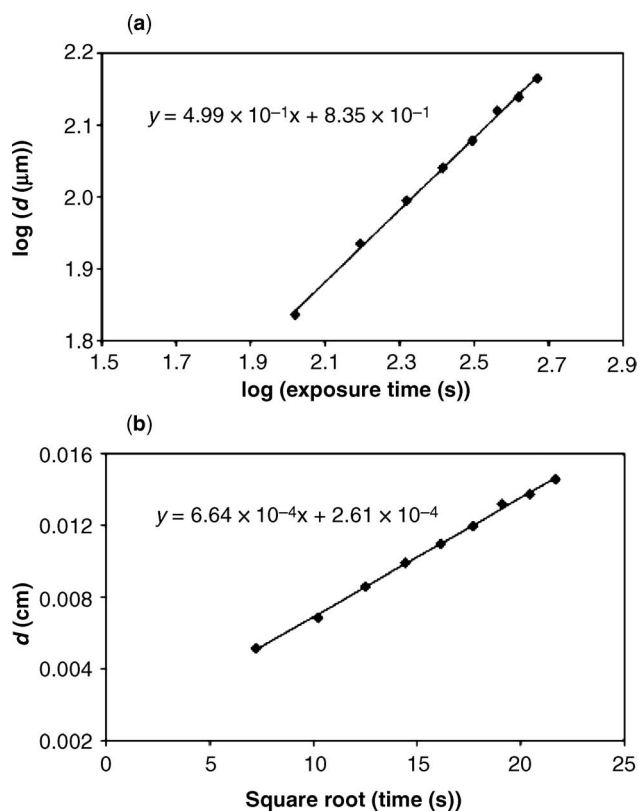 (a)
2.2
2.1
2.0
1.9
1.8
log (d (μm))
y = 4.99 × 10⁻¹x + 8.35 × 10⁻¹
1.5 1.7 1.9 2.1 2.3 2.5 2.7 2.9
log (exposure time (s))
(b)
0.016
0.012
0.008
0.004
0.002
d (cm)
y = 6.64 × 10⁻⁴x + 2.61 × 10⁻⁴
0 5 10 15 20 25
Square root (time (s))